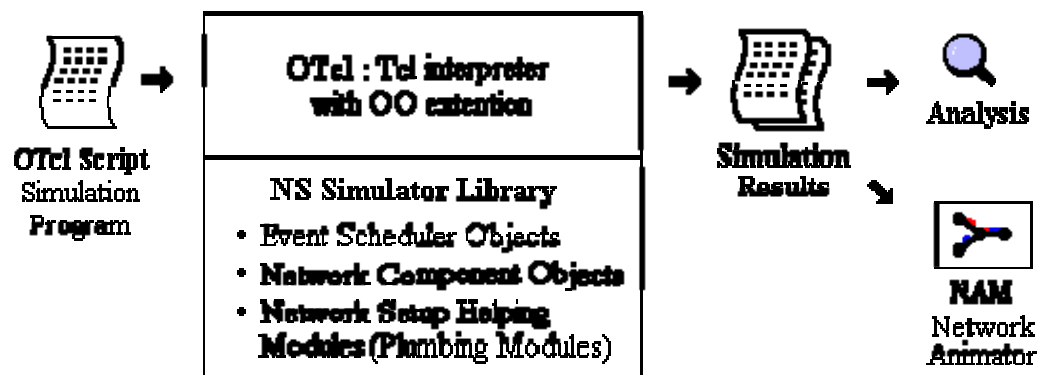 OTcl Script
Simulation
Program
OTcl : Tcl interpreter
with OO extention
NS Simulator Library
• Event Scheduler Objects
• Network Component Objects
• Network Setup Helping
Modules (Plumbing Modules)
Simulation
Results
Analysis
NAM
Network
Animator